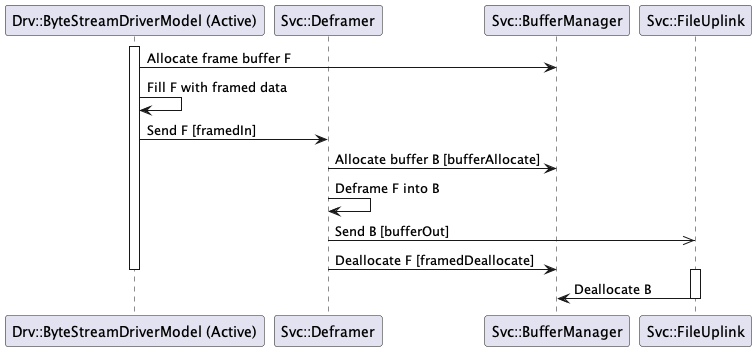 Drv::ByteStreamDriverModel (Active)
Svc::Deframer
Svc::BufferManager
Svc::FileUplink
Allocate frame buffer F
Fill F with framed data
Send F [framedIn]
Allocate buffer B [bufferAllocate]
Deframe F into B
Send B [bufferOut]
Deallocate F [framedDeallocate]
Deallocate B
Drv::ByteStreamDriverModel (Active)
Svc::Deframer
Svc::BufferManager
Svc::FileUplink